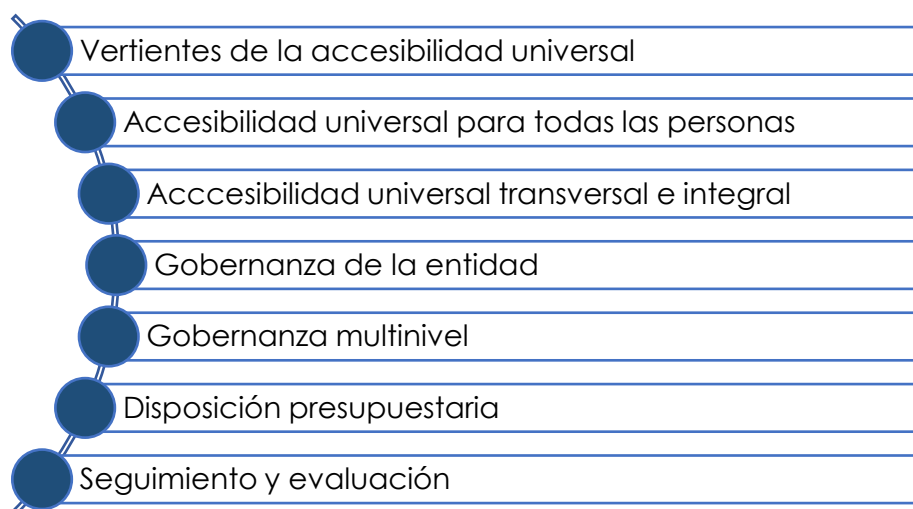 Vertientes de la accesibilidad universal
Accesibilidad universal para todas las personas
Acccesibilidad universal transversal e integral
Gobernanza de la entidad
Gobernanza multinivel
Disposición presupuestaria
Seguimiento y evaluación